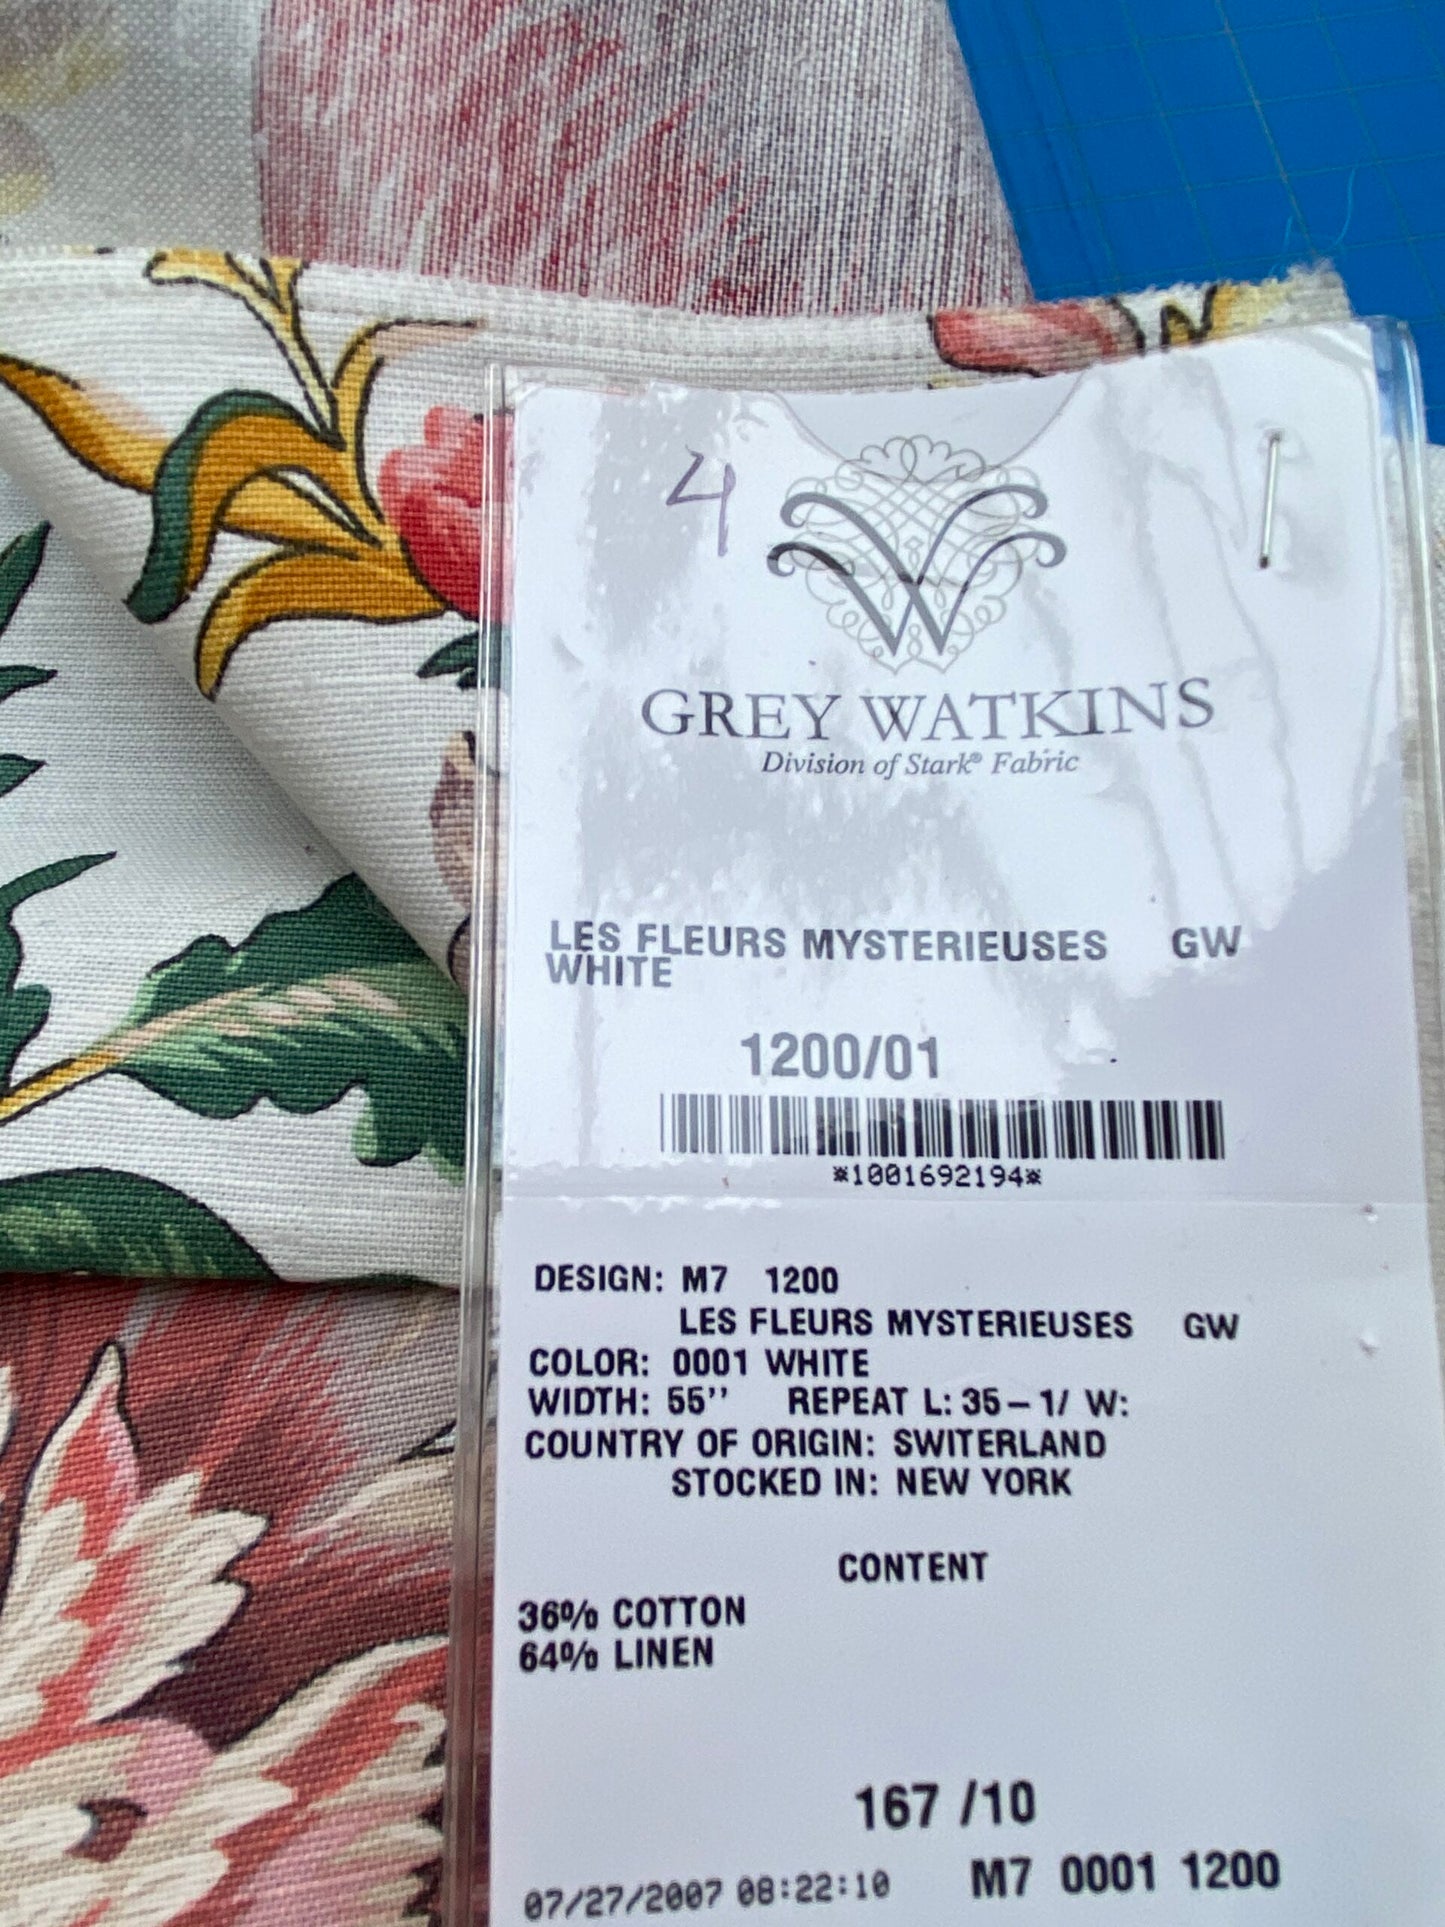 4
GREY WATKINS
Division of Stark® Fabric
LES FLEURS MYSTERIEUSES GW
WHITE
1200/01
*1001692194*
DESIGN: M7 1200
LES FLEURS MYSTERIEUSES GW
COLOR: 0001 WHITE
WIDTH: 55'' REPEAT L: 35-1/ W:
COUNTRY OF ORIGIN: SWITERLAND
STOCKED IN: NEW YORK
CONTENT
36% COTTON
64% LINEN
167 /10
07/27/2007 08:22:10 M7 0001 1200